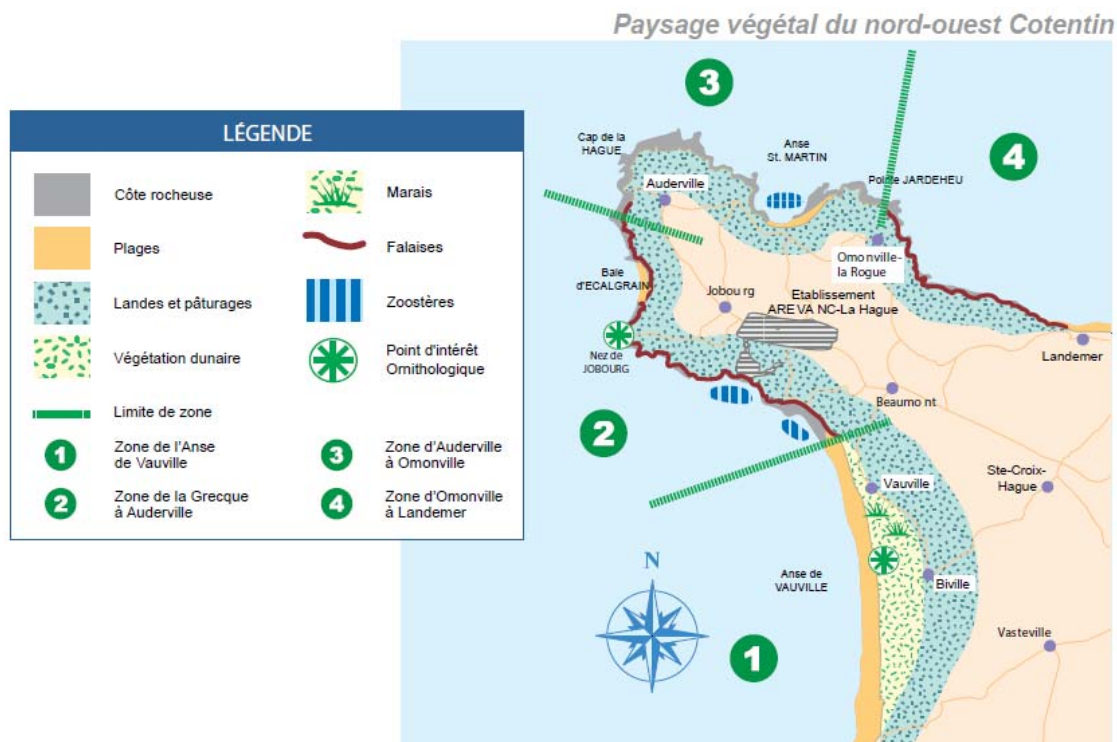 Paysage végétal du nord-ouest Cotentin
LÉGENDE
Côte rocheuse
Plages
Landes et pâturages
Végétation dunaire
Limite de zone
1
Zone de l'Anse
de Vauville
2
Zone de la Grecque
à Auderville
Marais
Falaises
Zoostères
Point d'intérêt
Ornithologique
3
Zone d'Auderville
à Omonville
4
Zone d'Omonville
à Landemer
3
Cap de la
HAGUE
Anse
St. MARTIN
4
Pointe JARDEHEU
Auderville
Omonville-
la Rogue
Baie
d'ECALGRAIN
Jobou rg
Etablissement
AREVA NC-La Hague
Landemer
Nez de
JOBOURG
Beaumo nt
2
Ste-Croix-
Hague
Vauville
N
Anse de
VAUVILLE
Biville
Vasteville
1